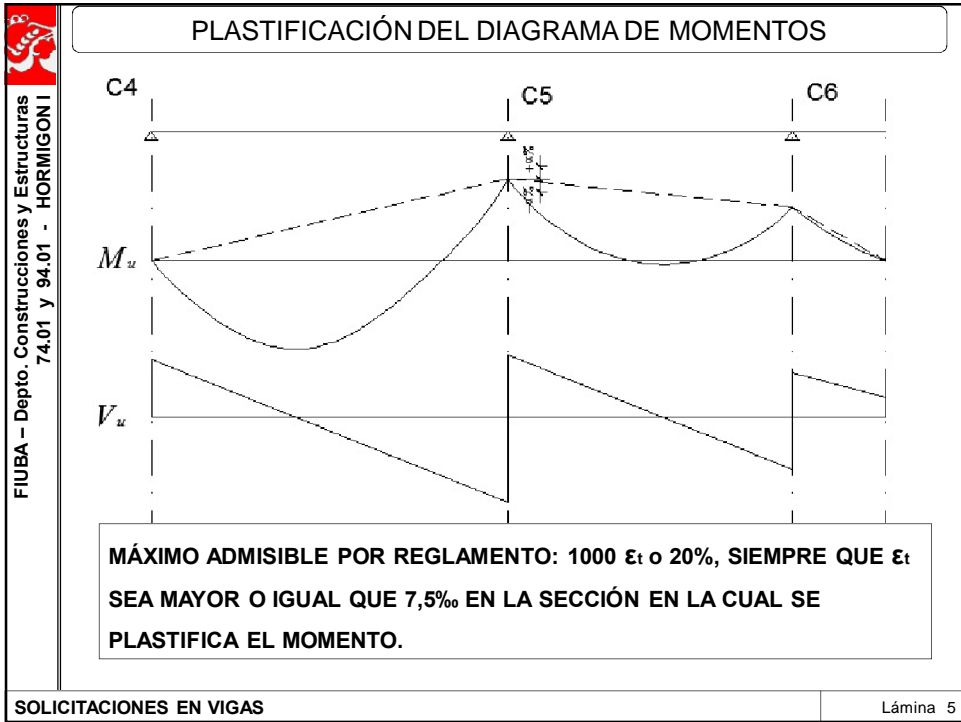 PLASTIFICACIÓN DEL DIAGRAMA DE MOMENTOS
FIUBA – Depto. Construcciones y Estructuras
74.01 y 94.01 - HORMIGON I
C4
C5
C6
-α% +α%
Mu
Vu
MÁXIMO ADMISIBLE POR REGLAMENTO: 1000 εt o 20%, SIEMPRE QUE εt
SEA MAYOR O IGUAL QUE 7,5‰ EN LA SECCIÓN EN LA CUAL SE
PLASTIFICA EL MOMENTO.
SOLICITACIONES EN VIGAS
Lámina 5